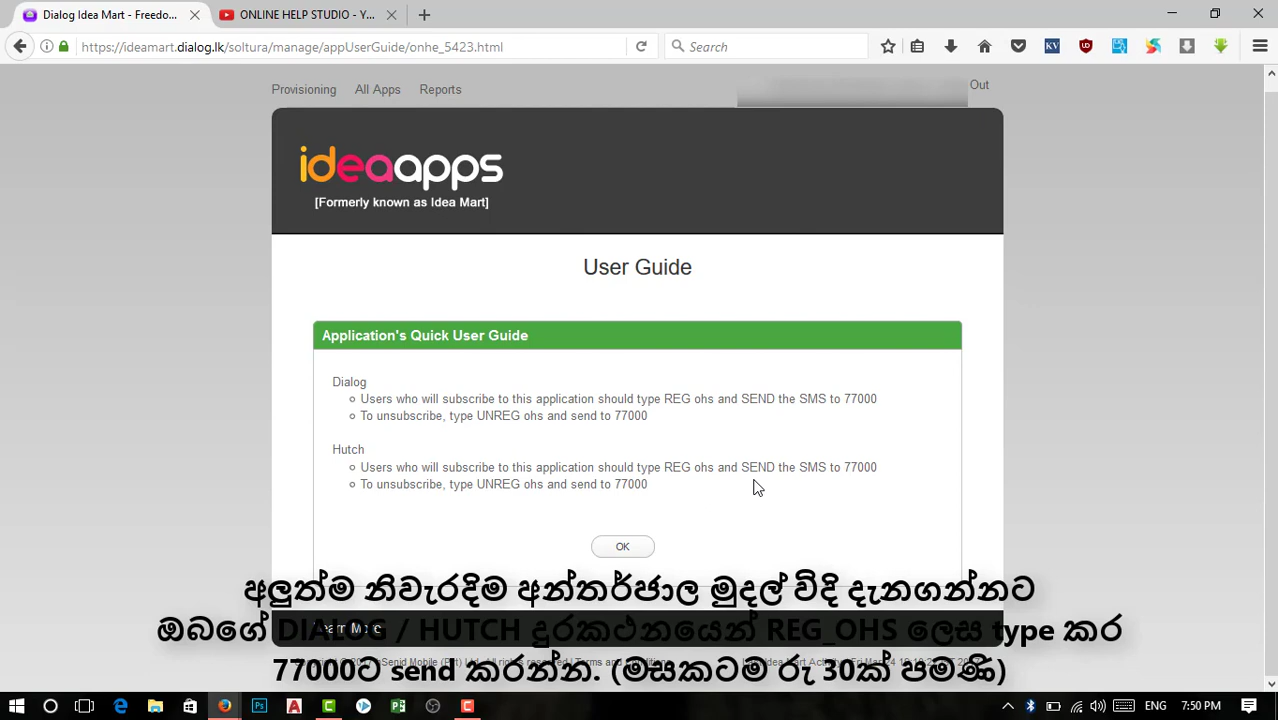 Dialog Idea Mart - Freedo...
ONLINE HELP STUDIO - Y...
https://ideamart.dialog.lk/soltura/manage/appUserGuide/onhe_5423.html
Search
Provisioning All Apps Reports
Out
ideaapps
[Formerly known as Idea Mart]
User Guide
Application's Quick User Guide
Dialog
Users who will subscribe to this application should type REG ohs and SEND the SMS to 77000
To unsubscribe, type UNREG ohs and send to 77000
Hutch
Users who will subscribe to this application should type REG ohs and SEND the SMS to 77000
To unsubscribe, type UNREG ohs and send to 77000
OK
අලුත්ම නිවැරදිම අන්තර්ජාල මුදල් විදි දැනගන්නට
Learn More
ඔබගේ DIALOG / HUTCH දුරකථනයෙන් REG_OHS ලෙස type කර
77000ට send කරන්න. (මසකටම රු 30ක් පමණි)
ENG 7:50 PM